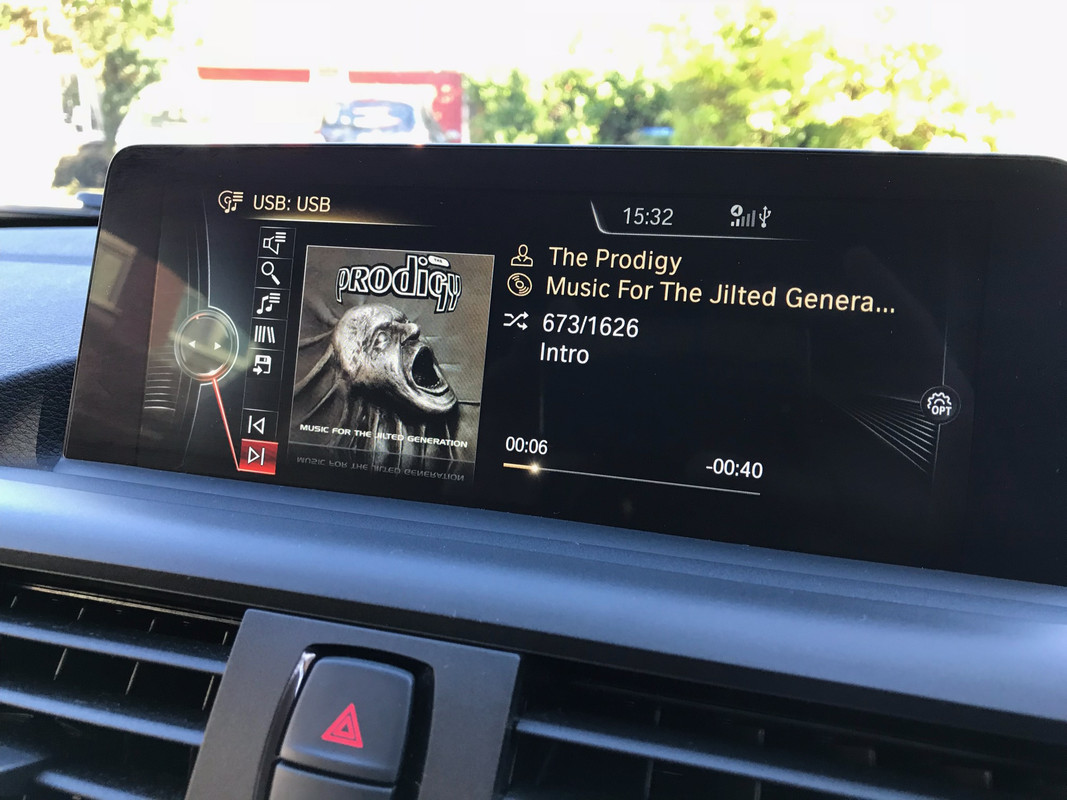 USB: USB
15:32
The Prodigy
Music For The Jilted Genera...
673/1626
Intro
THE
PRODIGY
MUSIC FOR THE JILTED GENERATION
00:06
-00:40
OPT